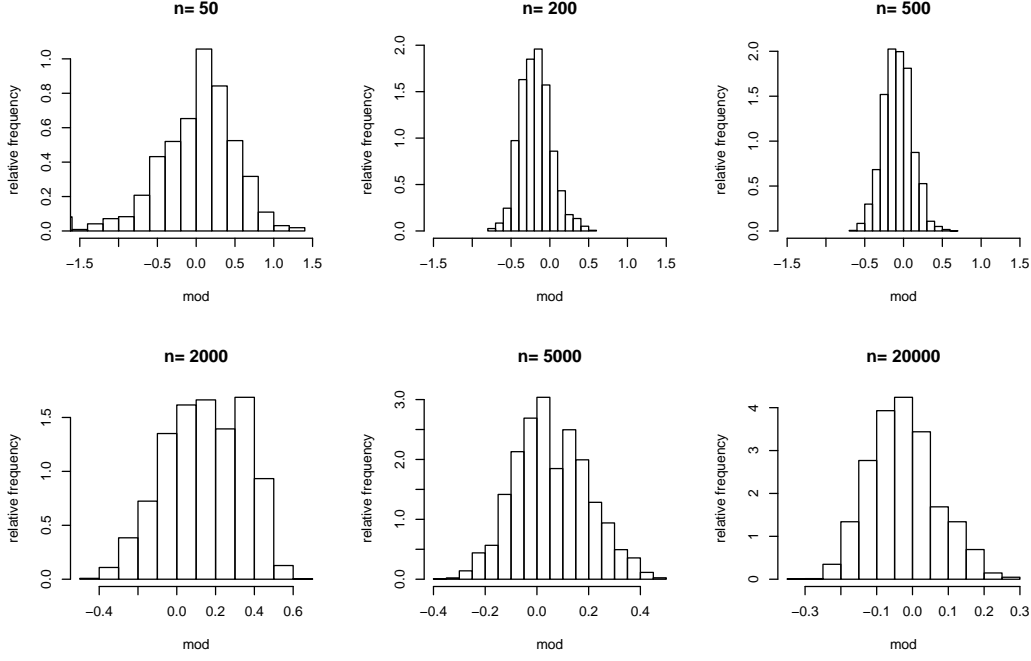 n= 50
n= 200
n= 500
relative frequency
0.0 0.2 0.4 0.6 0.8 1.0
−1.5 −0.5 0.0 0.5 1.0 1.5
mod
relative frequency
0.0 0.5 1.0 1.5 2.0
−1.5 −0.5 0.0 0.5 1.0 1.5
mod
relative frequency
0.0 0.5 1.0 1.5 2.0
−1.5 −0.5 0.0 0.5 1.0 1.5
mod
n= 2000
n= 5000
n= 20000
relative frequency
0.0 0.5 1.0 1.5
−0.4 0.0 0.2 0.4 0.6
mod
relative frequency
0.0 1.0 2.0 3.0
−0.4 −0.2 0.0 0.2 0.4
mod
relative frequency
0 1 2 3 4
−0.3 −0.1 0.0 0.1 0.2 0.3
mod